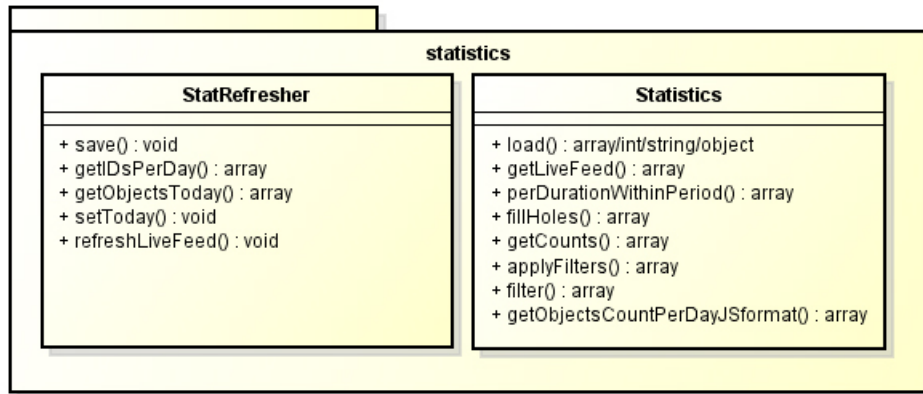 statistics
StatRefresher
+ save() : void
+ getIDsPerDay() : array
+ getObjectsToday() : array
+ setToday() : void
+ refreshLiveFeed() : void
Statistics
+ load() : array/int/string/object
+ getLiveFeed() : array
+ perDurationWithinPeriod() : array
+ fillHoles() : array
+ getCounts() : array
+ applyFilters() : array
+ filter() : array
+ getObjectsCountPerDayJSformat() : array